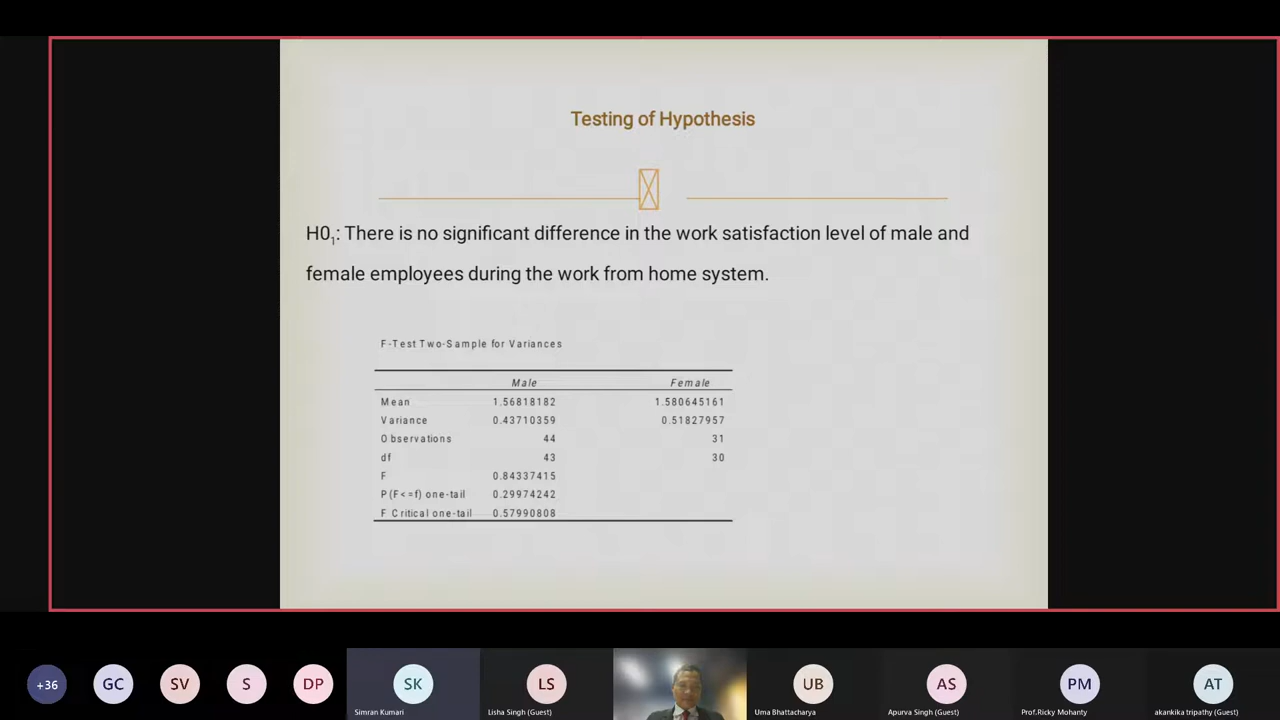 Testing of Hypothesis
H0₁: There is no significant difference in the work satisfaction level of male and
female employees during the work from home system.
F-Test Two-Sample for Variances
Male Female
Mean 1.56818182 1.580645161
Variance 0.43710359 0.51827957
Observations 44 31
df 43 30
F 0.84337415
P(F<=f) one-tail 0.29974242
F Critical one-tail 0.57990808
+36 GC SV S DP SK LS UB AS PM AT
Simran Kumari Lisha Singh (Guest) Uma Bhattacharya Apurva Singh (Guest) Prof.Ricky Mohanty akankika tripathy (Guest)